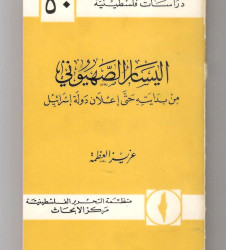 دراسات فلسطينية
٥٠
اليسار الصهيوني
من بدايته حتى إعلان دولة إسرائيل
عزيز العظمة
منظمة التحرير الفلسطينية
مركز الأبحاث